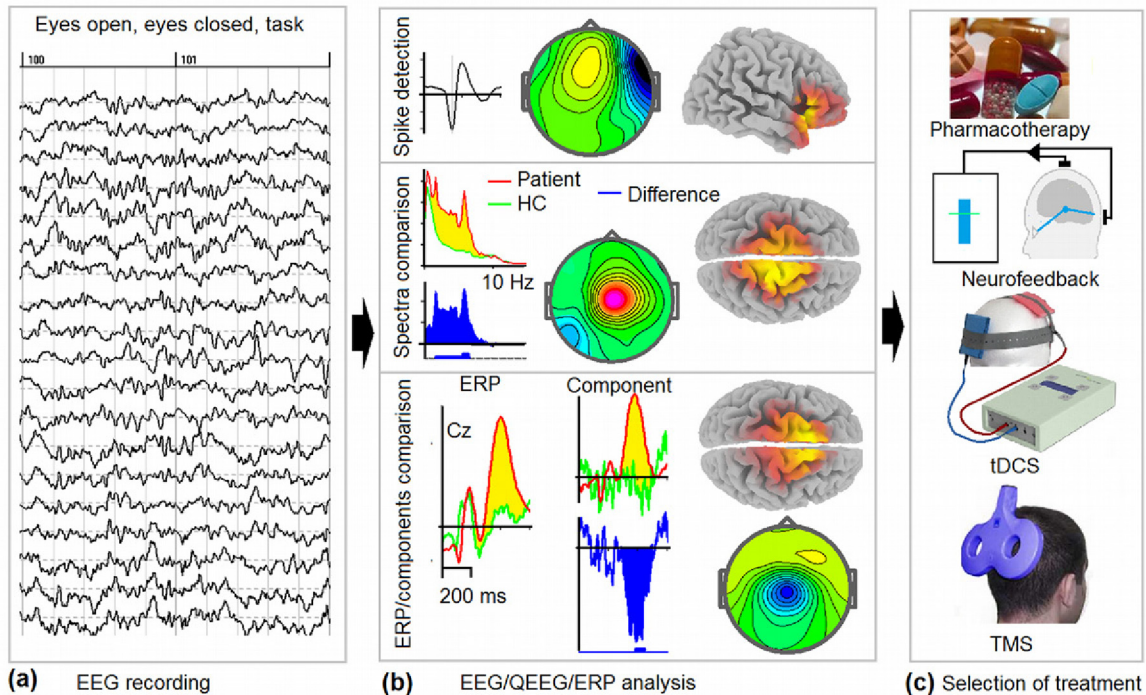 Eyes open, eyes closed, task
100
101
(a)
EEG recording
Spike detection
Spectra comparison
Patient
HC
Difference
10 Hz
ERP/components comparison
ERP
Component
Cz
200 ms
(b)
EEG/QEEG/ERP analysis
Pharmacotherapy
Neurofeedback
tDCS
TMS
(c) Selection of treatment